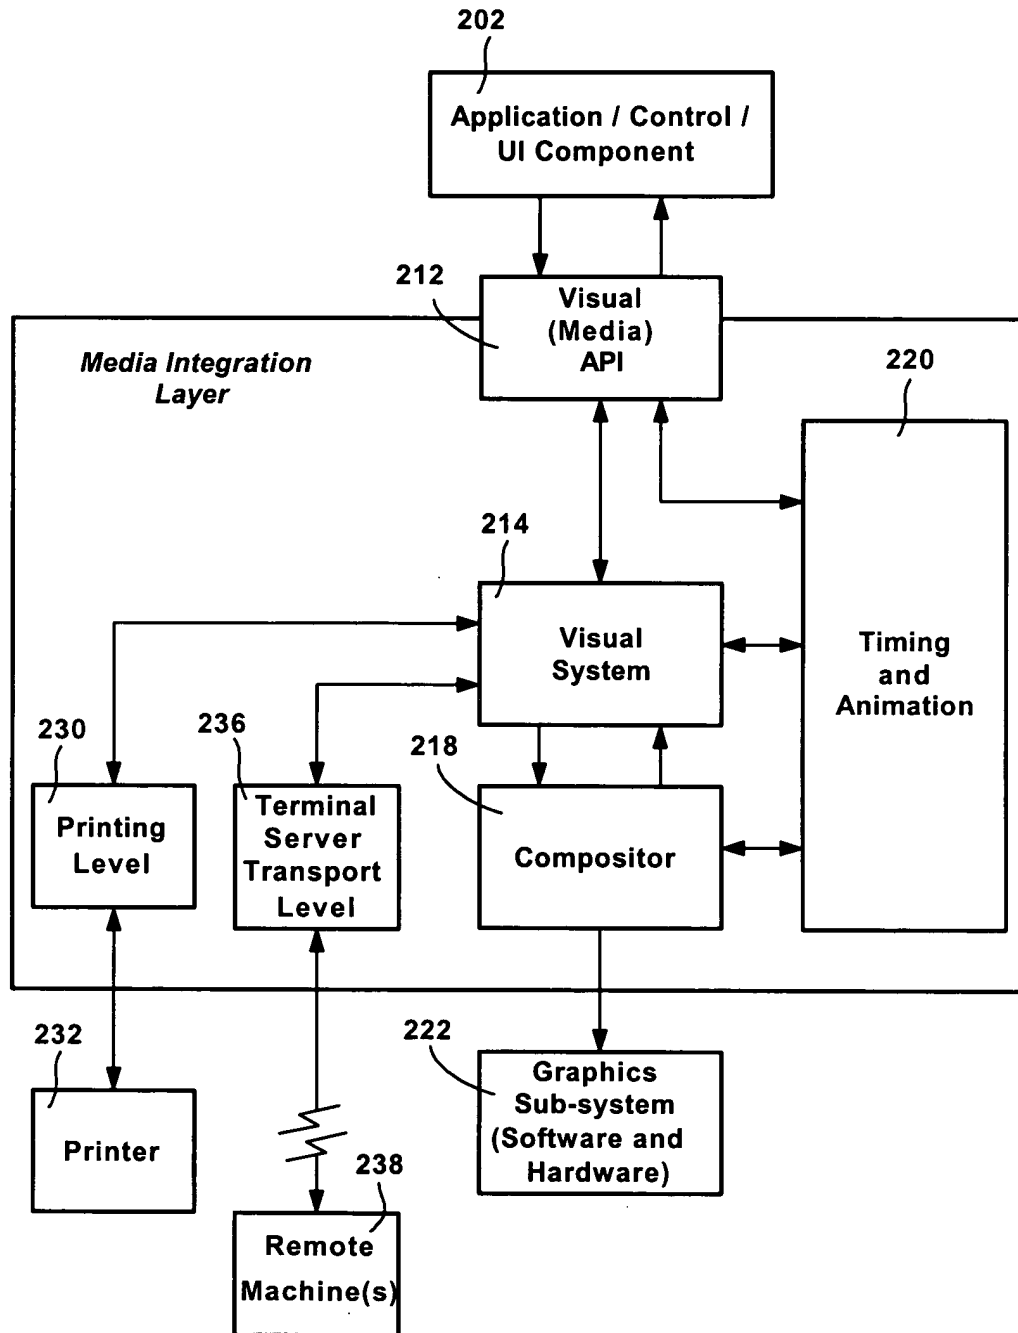 202
Application / Control /
UI Component
212
Visual
(Media)
API
Media Integration
Layer
220
214
Visual
System
Timing
and
Animation
230
236
218
Printing
Level
Terminal
Server
Transport
Level
Compositor
232
222
Printer
Graphics
Sub-system
(Software and
Hardware)
238
Remote
Machine(s)